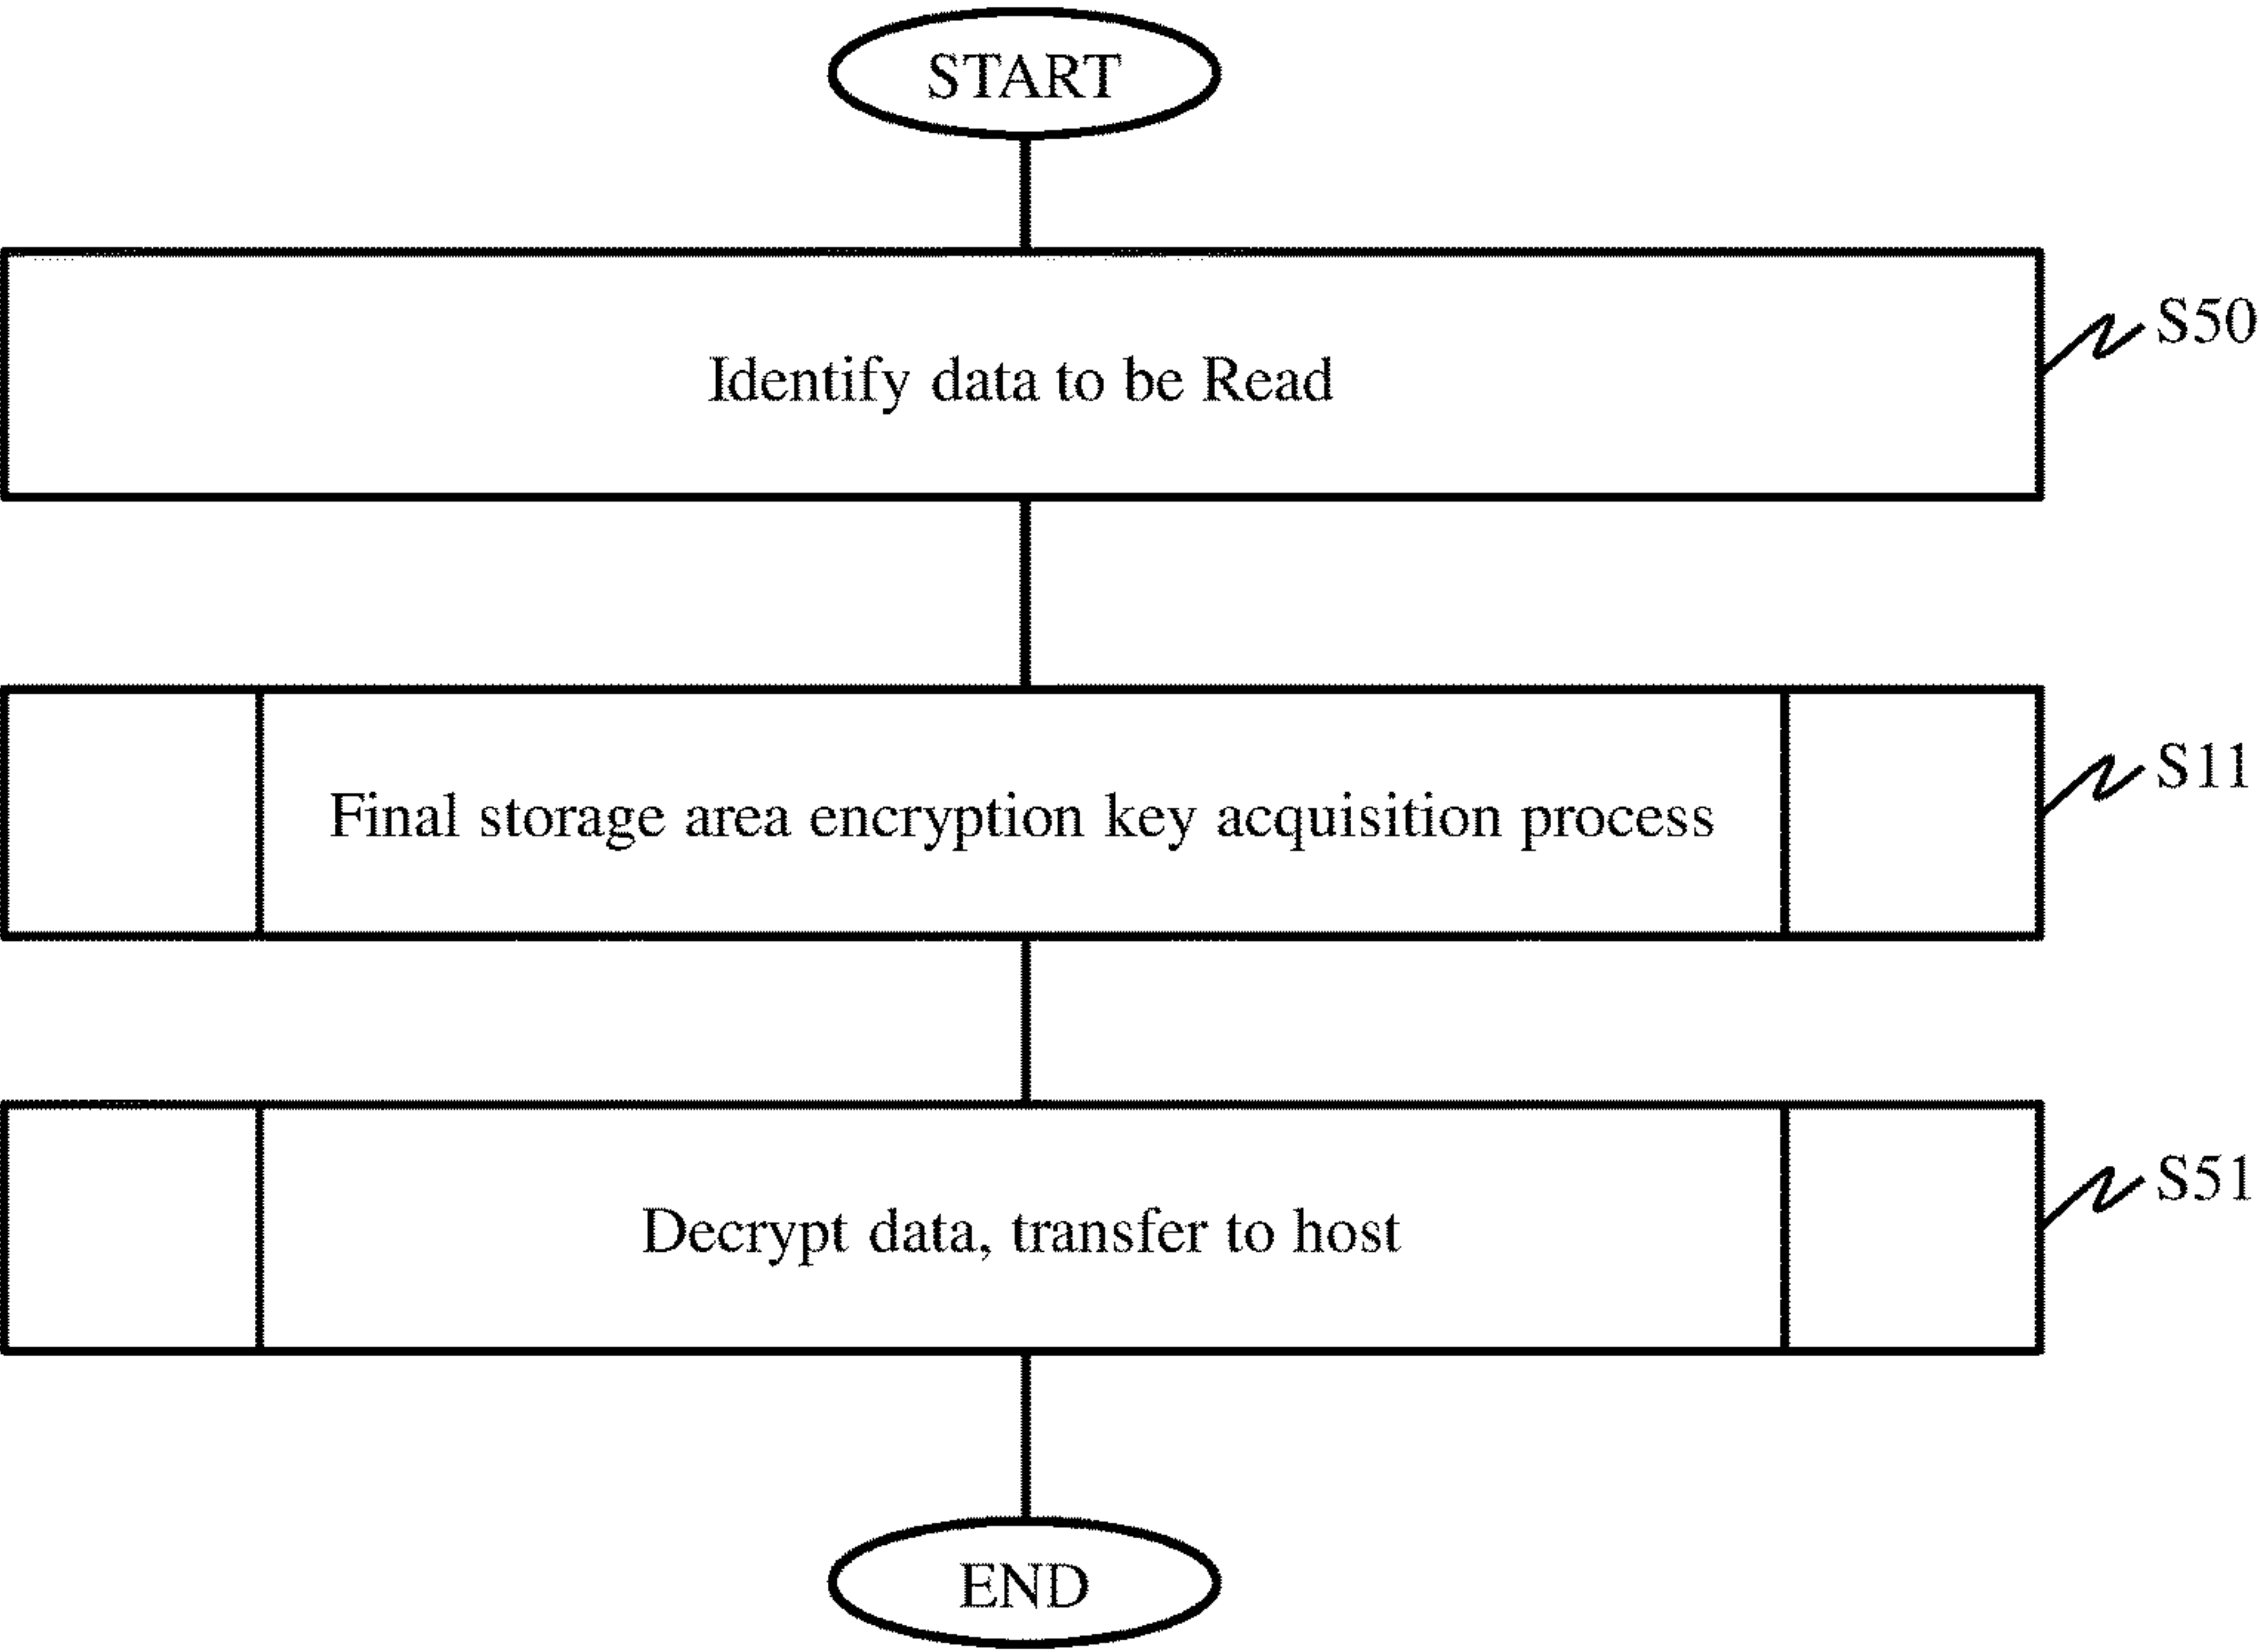 START
Identify data to be Read
S50
Final storage area encryption key acquisition process
S11
Decrypt data, transfer to host
S51
END